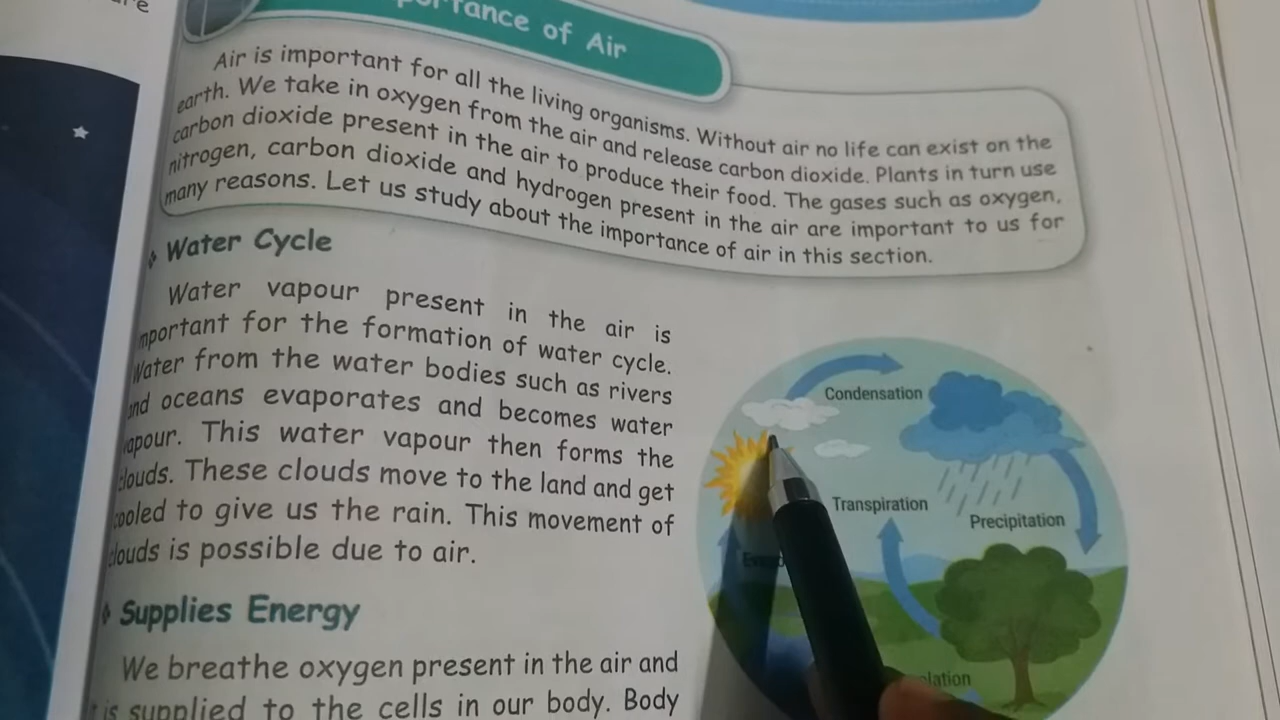 of Air
Air is important for all the living organisms. Without air no life can exist on the
earth. We take in oxygen from the air and release carbon dioxide. Plants in turn use
carbon dioxide present in the air to produce their food. The gases such as oxygen,
nitrogen, carbon dioxide and hydrogen present in the air are important to us for
many reasons. Let us study about the importance of air in this section.
Water Cycle
Water vapour present in the air is
mportant for the formation of water cycle.
Water from the water bodies such as rivers
and oceans evaporates and becomes water
vapour. This water vapour then forms the
clouds. These clouds move to the land and get
cooled to give us the rain. This movement of
clouds is possible due to air.
Supplies Energy
We breathe oxygen present in the air and
is supplied to the cells in our body. Body
Condensation
Transpiration
Precipitation